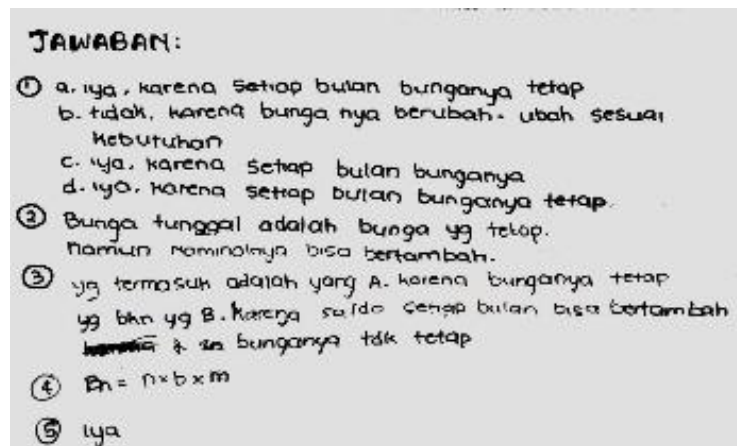 JAWABAN:
① a. iya, karena setiap bulan bunganya tetap
b. tidak, karena bunga nya berubah - ubah sesuai
kebutuhan
c. iya, karena setiap bulan bunganya
d. iya, karena setiap bulan bunganya tetap.
② Bunga tunggal adalah bunga yg tetap.
namun nominalnya bisa bertambah.
③ yg termasuk adalah yang A. karena bunganya tetap
yg bkn yg B. karena saldo setiap bulan bisa bertambah
& bunganya tdk tetap
④ Bn = n x b x m
⑤ iya